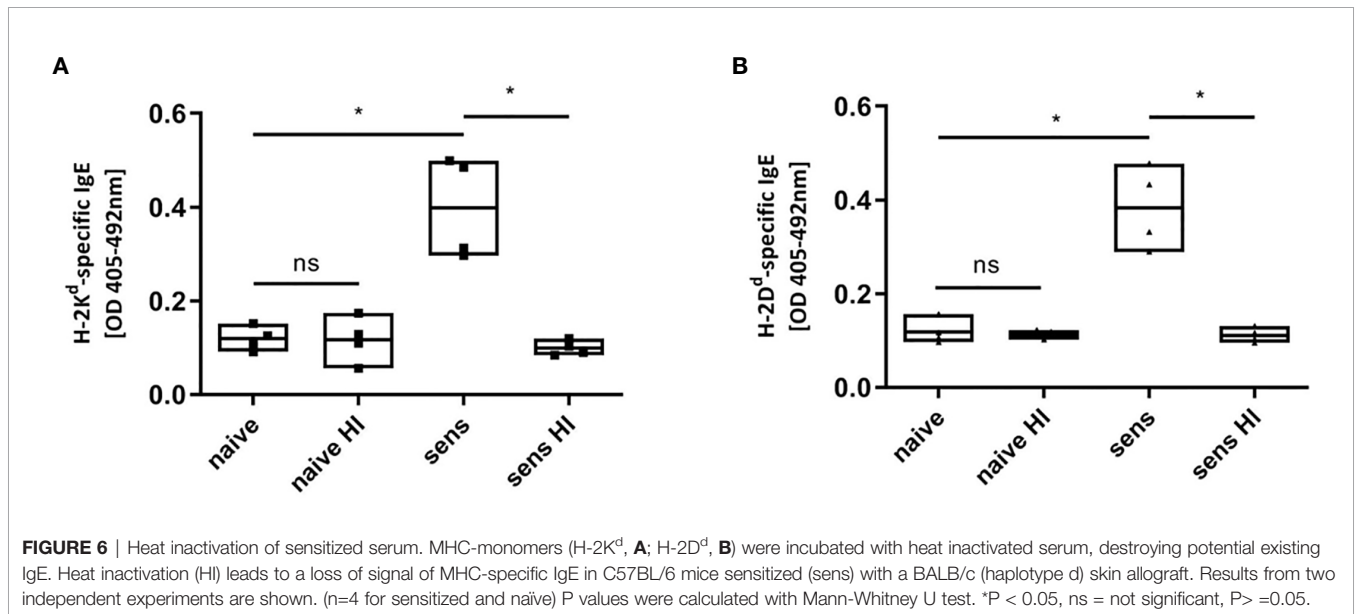 A
H-2Kᵈ-specific IgE
[OD 405-492nm]
0.6
0.4
0.2
0.0
*
*
ns
naive
naive HI
sens
sens HI
B
H-2Dᵈ-specific IgE
[OD 405-492nm]
0.6
0.4
0.2
0.0
*
*
ns
naive
naive HI
sens
sens HI
FIGURE 6 | Heat inactivation of sensitized serum. MHC-monomers (H-2Kᵈ, A; H-2Dᵈ, B) were incubated with heat inactivated serum, destroying potential existing
IgE. Heat inactivation (HI) leads to a loss of signal of MHC-specific IgE in C57BL/6 mice sensitized (sens) with a BALB/c (haplotype d) skin allograft. Results from two
independent experiments are shown. (n=4 for sensitized and naïve) P values were calculated with Mann-Whitney U test. *P < 0.05, ns = not significant, P> =0.05.